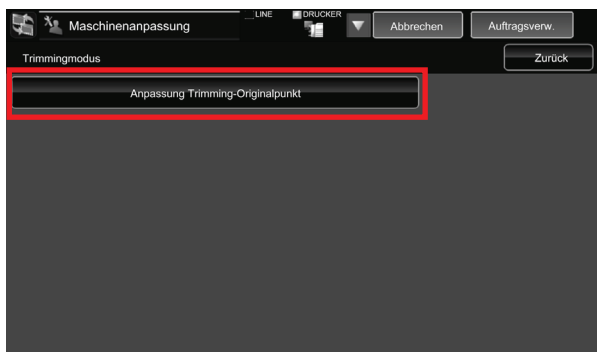 Maschinenanpassung
LINE
DRUCKER
Abbrechen
Auftragsverw.
Trimmingmodus
Zurück
Anpassung Trimming-Originalpunkt